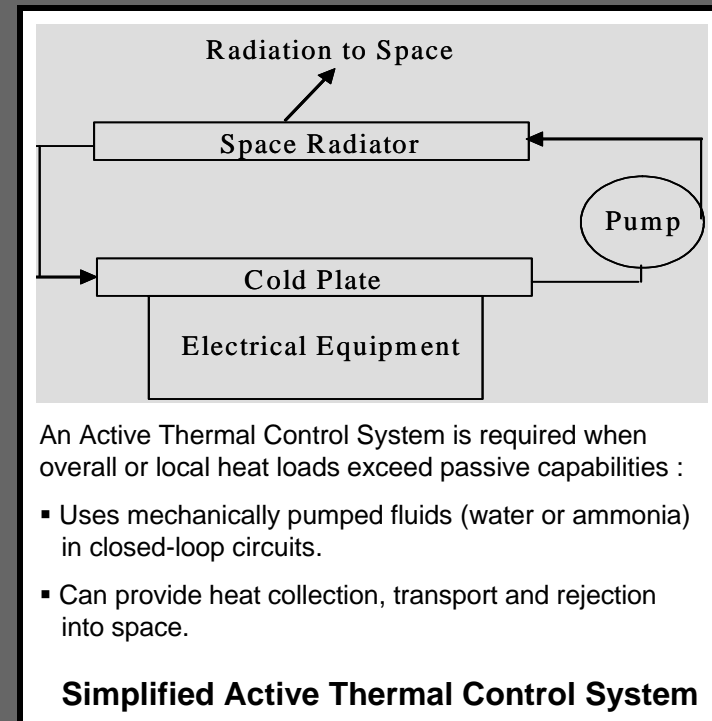 Radiation to Space
Space Radiator
Pump
Cold Plate
Electrical Equipment
An Active Thermal Control System is required when
overall or local heat loads exceed passive capabilities :
▪ Uses mechanically pumped fluids (water or ammonia)
in closed-loop circuits.
▪ Can provide heat collection, transport and rejection
into space.
Simplified Active Thermal Control System